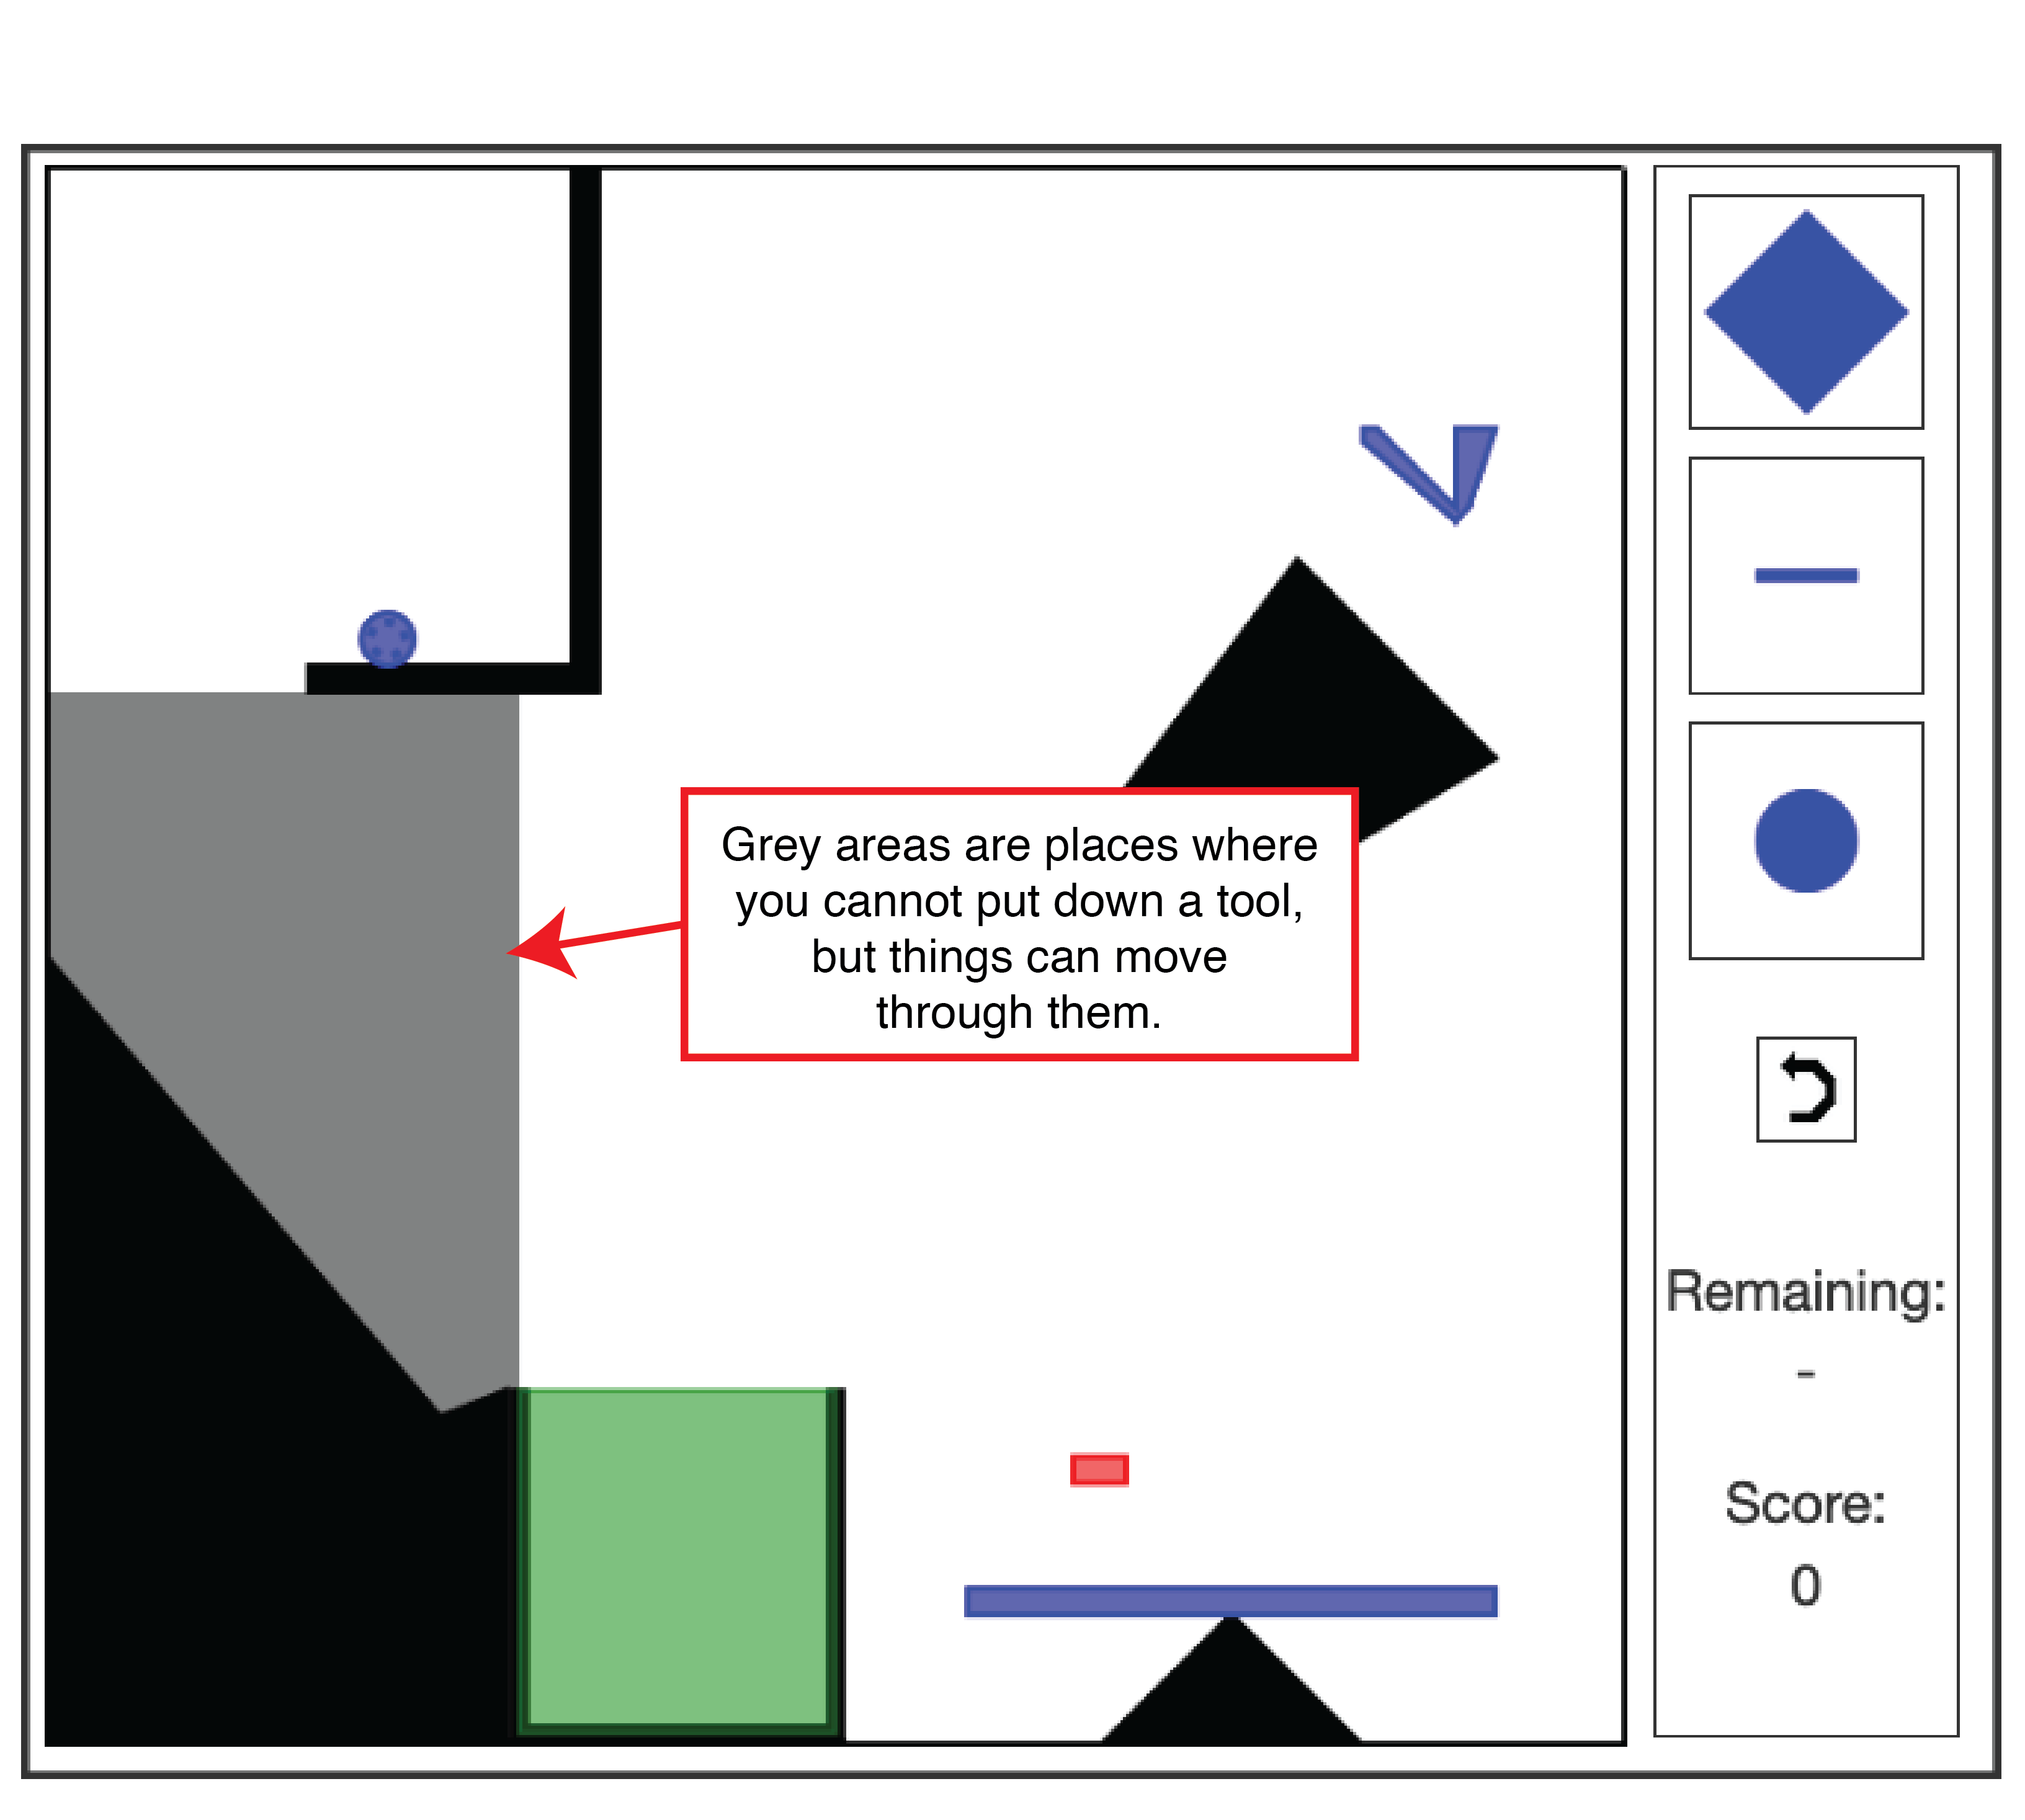 Grey areas are places where
you cannot put down a tool,
but things can move
through them.
Remaining:
-
Score:
0